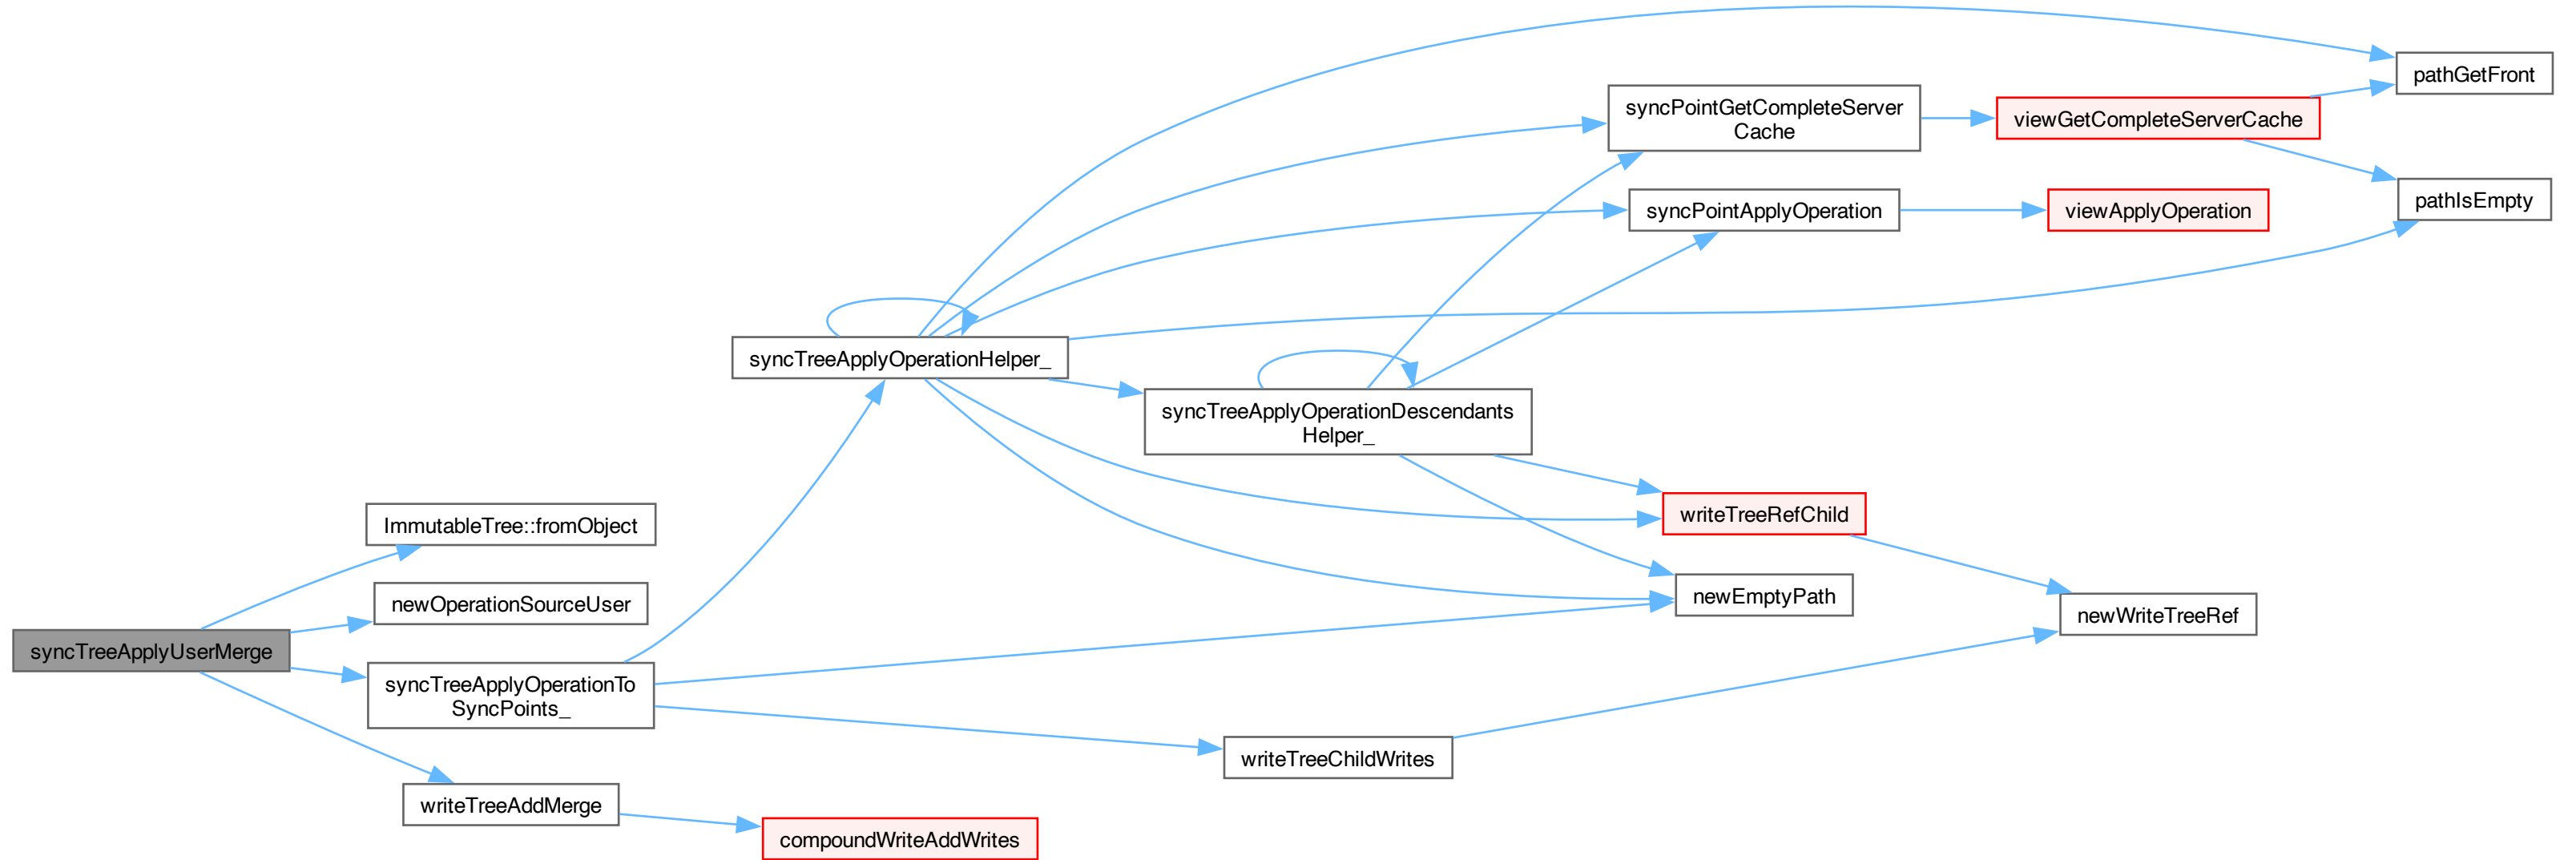 pathGetFront
syncPointGetCompleteServer
Cache
viewGetCompleteServerCache
pathIsEmpty
syncPointApplyOperation
viewApplyOperation
syncTreeApplyOperationHelper_
syncTreeApplyOperationDescendants
Helper_
ImmutableTree::fromObject
writeTreeRefChild
newOperationSourceUser
newEmptyPath
newWriteTreeRef
syncTreeApplyUserMerge
syncTreeApplyOperationTo
SyncPoints_
writeTreeChildWrites
writeTreeAddMerge
compoundWriteAddWrites